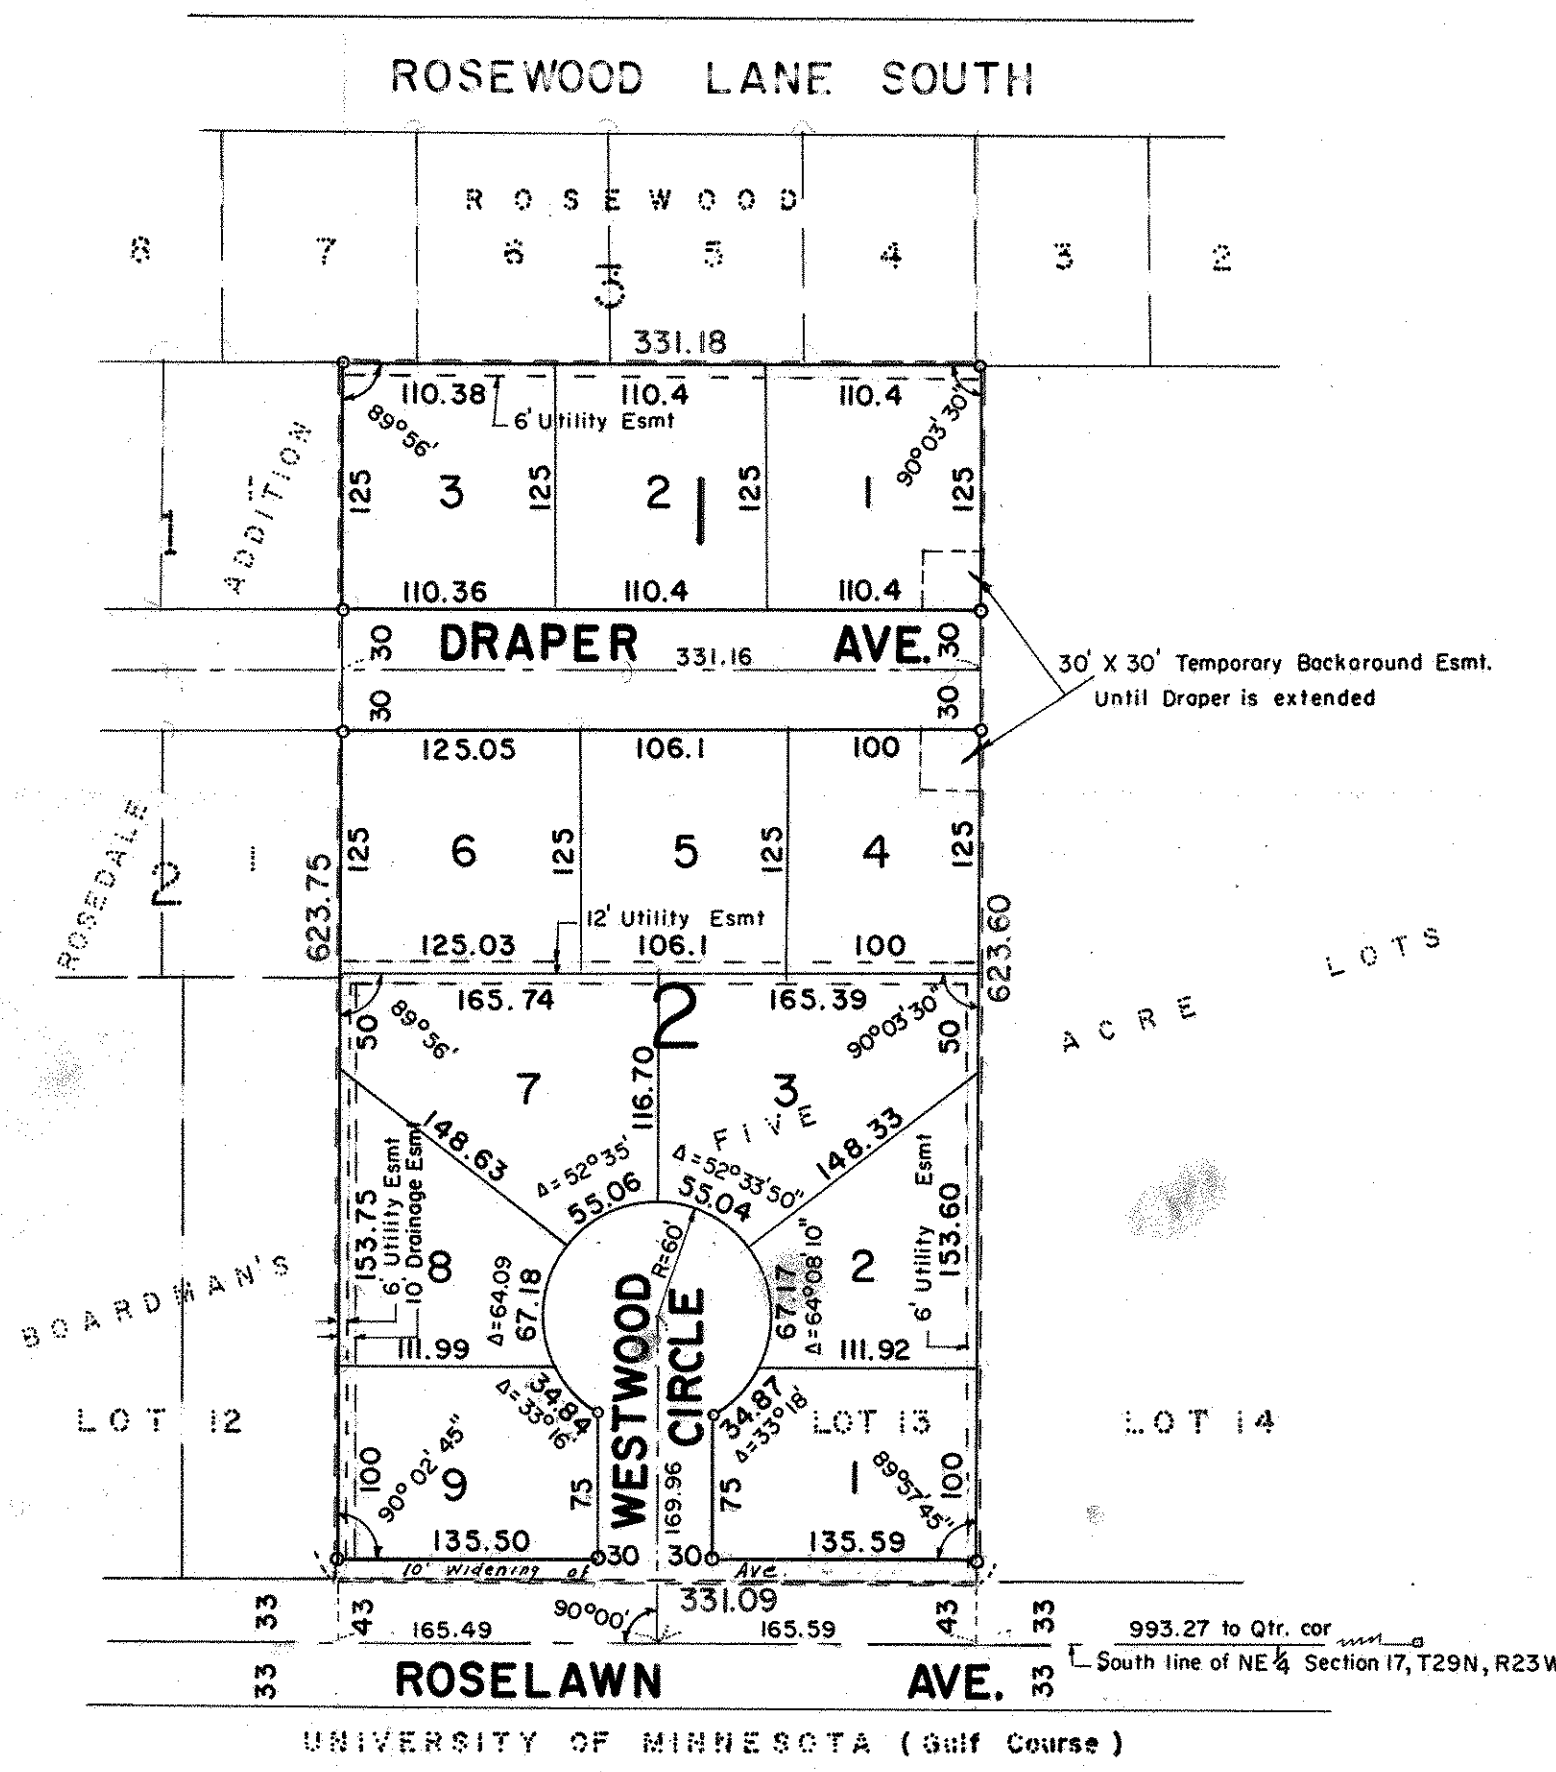 ROSEWOOD LANE SOUTH
ROSEWOOD
8 7 6 5 4 3 2
5
331.18
110.38 110.4 110.4
6' Utility Esmt
89°56' 90°03'30"
125 3 125 2 1 125 1 125
1
ADDITION
110.36 110.4 110.4
30 DRAPER AVE. 30
331.16
30 30
30' X 30' Temporary Backaround Esmt.
Until Draper is extended
125.05 106.1 100
125 6 125 5 125 4 125
ROSEDALE
2 1
623.75 623.60
12' Utility Esmt
125.03 106.1 100
165.74 2 165.39
50 89°56' 90°03'30" 50
ACRE LOTS
7 116.70 3
FIVE
148.63 148.33
Δ=52°35' Δ=52°33'50"
55.06 55.04
153.75
6' Utility Esmt
10' Drainage Esmt
8 2
R=60'
Δ=64.09 67.18
67.17 Δ=64°08'10"
6' Utility Esmt
153.60
BOARDMAN'S
111.99 111.92
WESTWOOD
CIRCLE
34.84 34.87
Δ=33°16' Δ=33°18'
LOT 12 LOT 13 LOT 14
100 90°02'45" 9 75 169.96 75 1 89°57'45" 100
135.50 30 30 135.59
10' Widening of Ave.
331.09
33 43 90°00' 43 33
165.49 165.59
993.27 to Qtr. cor
South line of NE ¼ Section 17, T29N, R23W
33 ROSELAWN AVE. 33
UNIVERSITY OF MINNESOTA (Gulf Course)